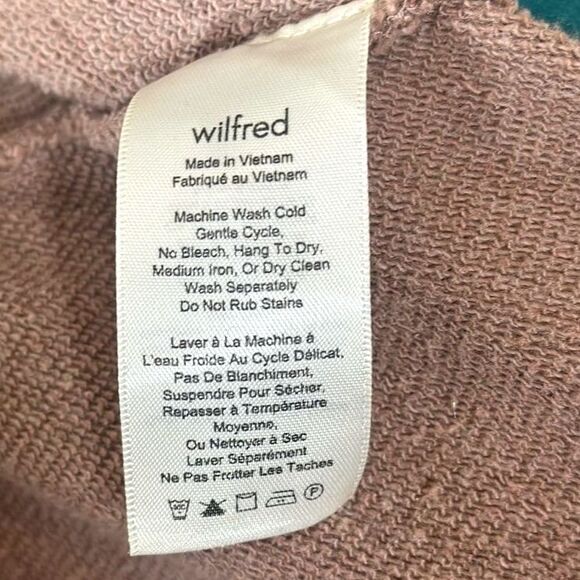 wilfred
Made in Vietnam
Fabriqué au Vietnam
Machine Wash Cold
Gentle Cycle,
No Bleach, Hang To Dry,
Medium Iron, Or Dry Clean
Wash Separately
Do Not Rub Stains
Laver à La Machine à
L'eau Froide Au Cycle Délicat,
Pas De Blanchiment,
Suspendre Pour Sécher,
Repasser à Température
Moyenne,
Ou Nettoyer à Sec
Laver Séparément
Ne Pas Frotter Les Taches
30C P